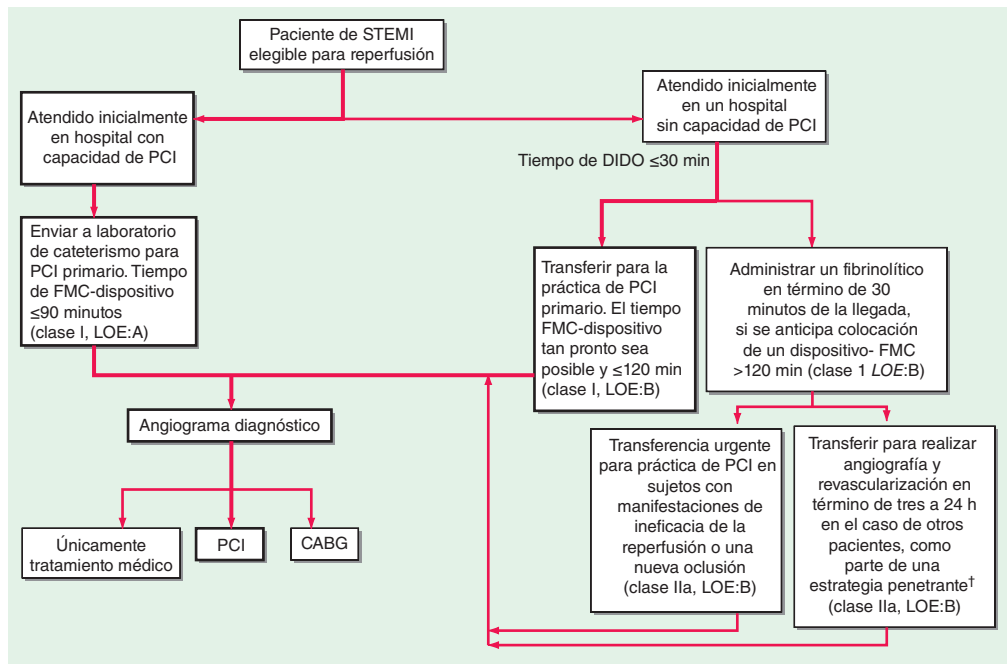 Paciente de STEMI
elegible para reperfusión
Atendido inicialmente
en hospital con
capacidad de PCI
Atendido inicialmente
en un hospital
sin capacidad de PCI
Tiempo de DIDO ≤30 min
Enviar a laboratorio
de cateterismo para
PCI primario. Tiempo
de FMC-dispositivo
≤90 minutos
(clase I, LOE:A)
Transferir para la
práctica de PCI
primario. El tiempo
FMC-dispositivo
tan pronto sea
posible y ≤120 min
(clase I, LOE:B)
Administrar un fibrinolítico
en término de 30
minutos de la llegada,
si se anticipa colocación
de un dispositivo- FMC
>120 min (clase 1 LOE:B)
Angiograma diagnóstico
Transferencia urgente
para práctica de PCI en
sujetos con
manifestaciones de
ineficacia de la
reperfusión o una
nueva oclusión
(clase IIa, LOE:B)
Transferir para realizar
angiografía y
revascularización en
término de tres a 24 h
en el caso de otros
pacientes, como
parte de una
estrategia penetrante†
(clase IIa, LOE:B)
Únicamente
tratamiento médico
PCI
CABG